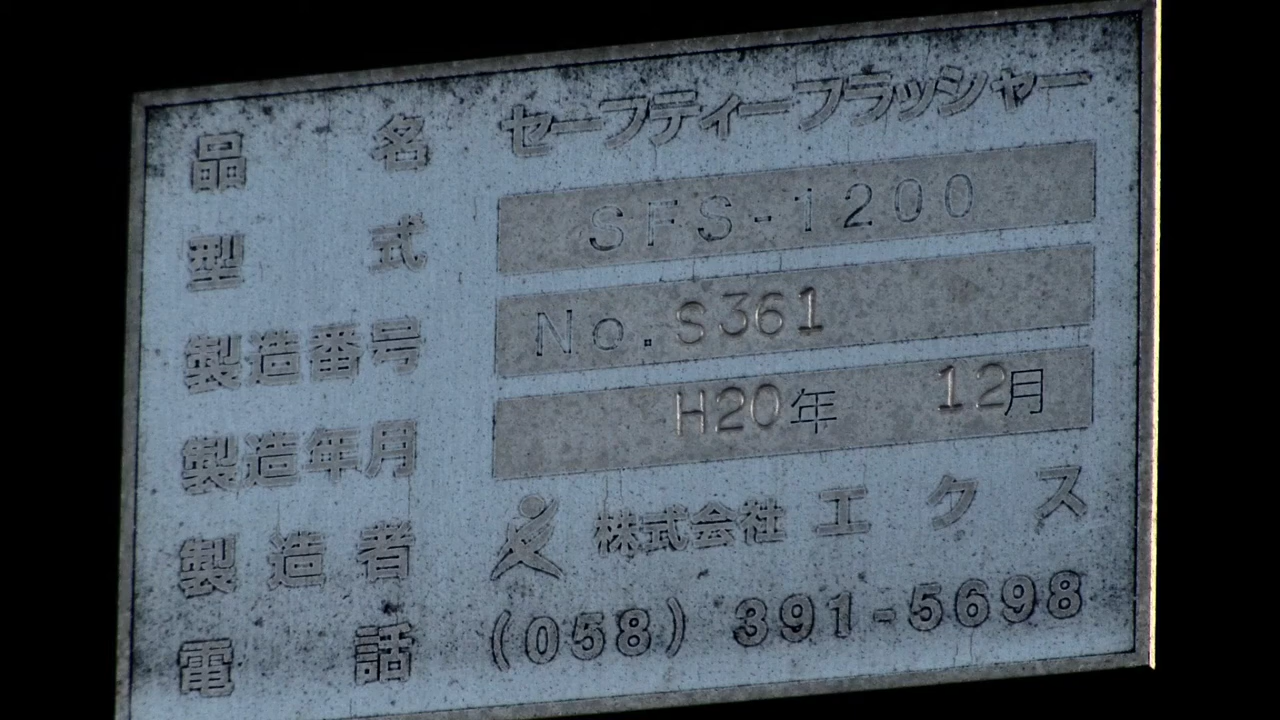 品名 セーフティーフラッシャー
型式 SFS-1200
製造番号 No.S361
製造年月 H20年 12月
製造者 株式会社 エクス
電話 (058) 391-5698